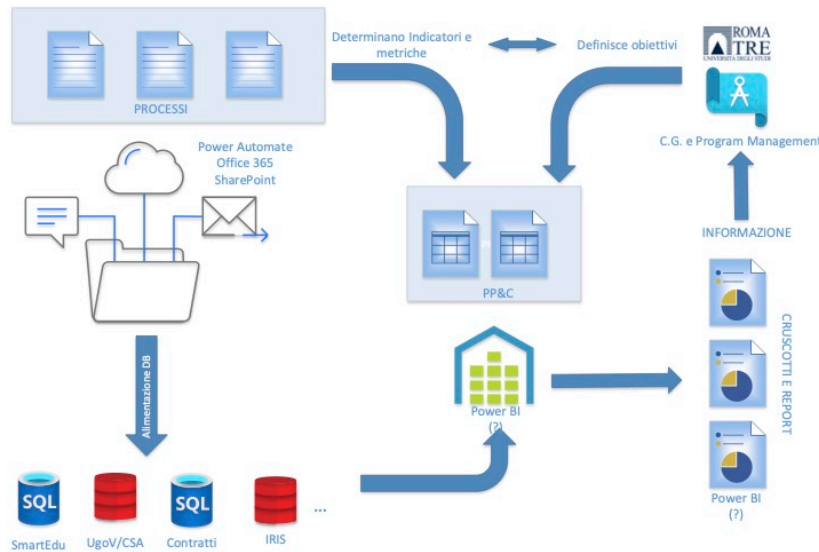 PROCESSI
Determinano Indicatori e
metriche
Definisce obiettivi
ROMA
TRE
UNIVERSITÀ DEGLI STUDI
C.G. e Program Management
Power Automate
Office 365
SharePoint
PP&C
INFORMAZIONE
CRUSCOTTI E REPORT
Alimentazione DB
Power BI
(?)
Power BI
(?)
SQL
SmartEdu
UgoV/CSA
SQL
Contratti
IRIS
...